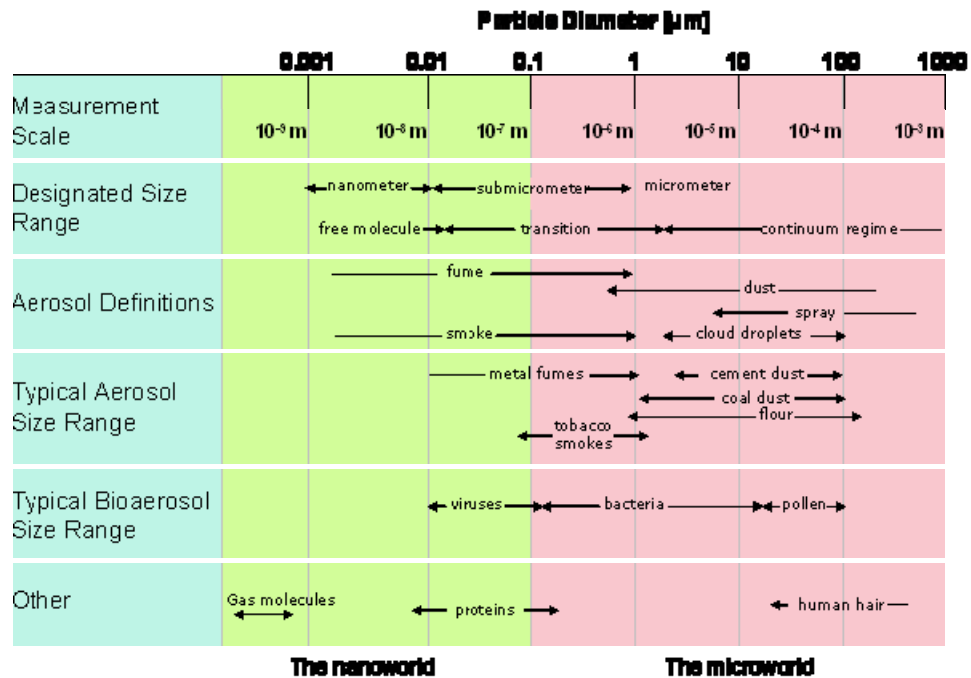 Particle Diameter [µm]
0.001 0.01 0.1 1 10 100 1000
Measurement
Scale
10⁻⁹ m 10⁻⁸ m 10⁻⁷ m 10⁻⁶ m 10⁻⁵ m 10⁻⁴ m 10⁻³ m
Designated Size
Range
nanometer submicrometer micrometer
free molecule transition continuum regime
Aerosol Definitions
fume
dust
spray
smoke cloud droplets
Typical Aerosol
Size Range
metal fumes cement dust
coal dust
flour
tobacco
smokes
Typical Bioaerosol
Size Range
viruses bacteria pollen
Other
Gas molecules
proteins human hair
The nanoworld The microworld